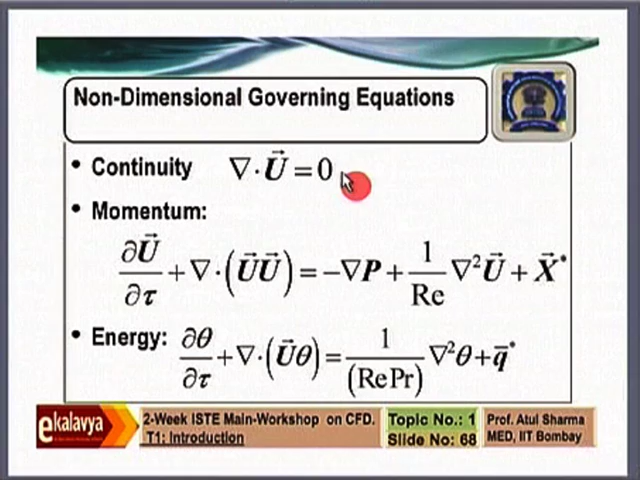 Non-Dimensional Governing Equations
• Continuity ∇·U⃗ = 0
• Momentum:
∂U⃗/∂τ + ∇·(U⃗U⃗) = −∇P + 1/Re ∇²U⃗ + X⃗*
• Energy: ∂θ/∂τ + ∇·(U⃗θ) = 1/(RePr) ∇²θ + q̅*
ekalavya
2-Week ISTE Main-Workshop on CFD.
T1: Introduction
Topic No.: 1
Slide No: 68
Prof. Atul Sharma
MED, IIT Bombay